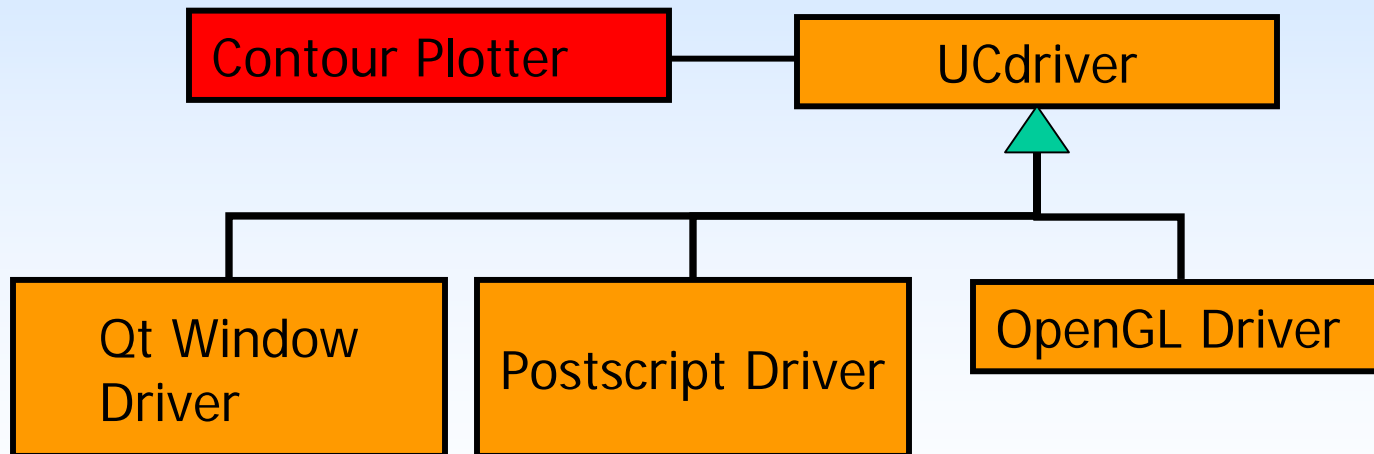 Contour Plotter
UCdriver
Qt Window
Driver
Postscript Driver
OpenGL Driver